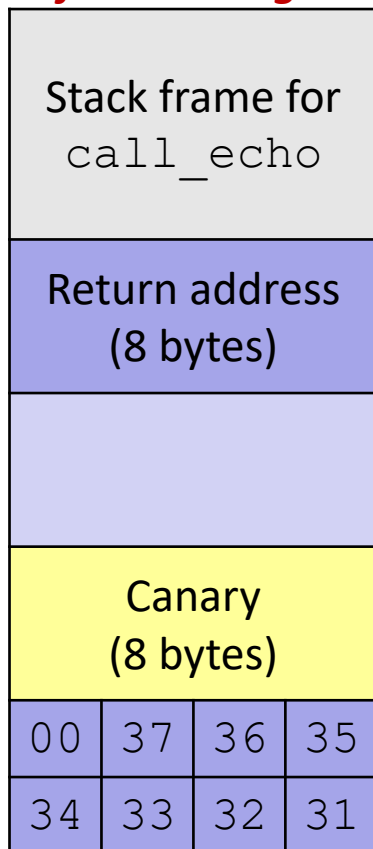 Stack frame for
call_echo
Return address
(8 bytes)
Canary
(8 bytes)
00 37 36 35
34 33 32 31